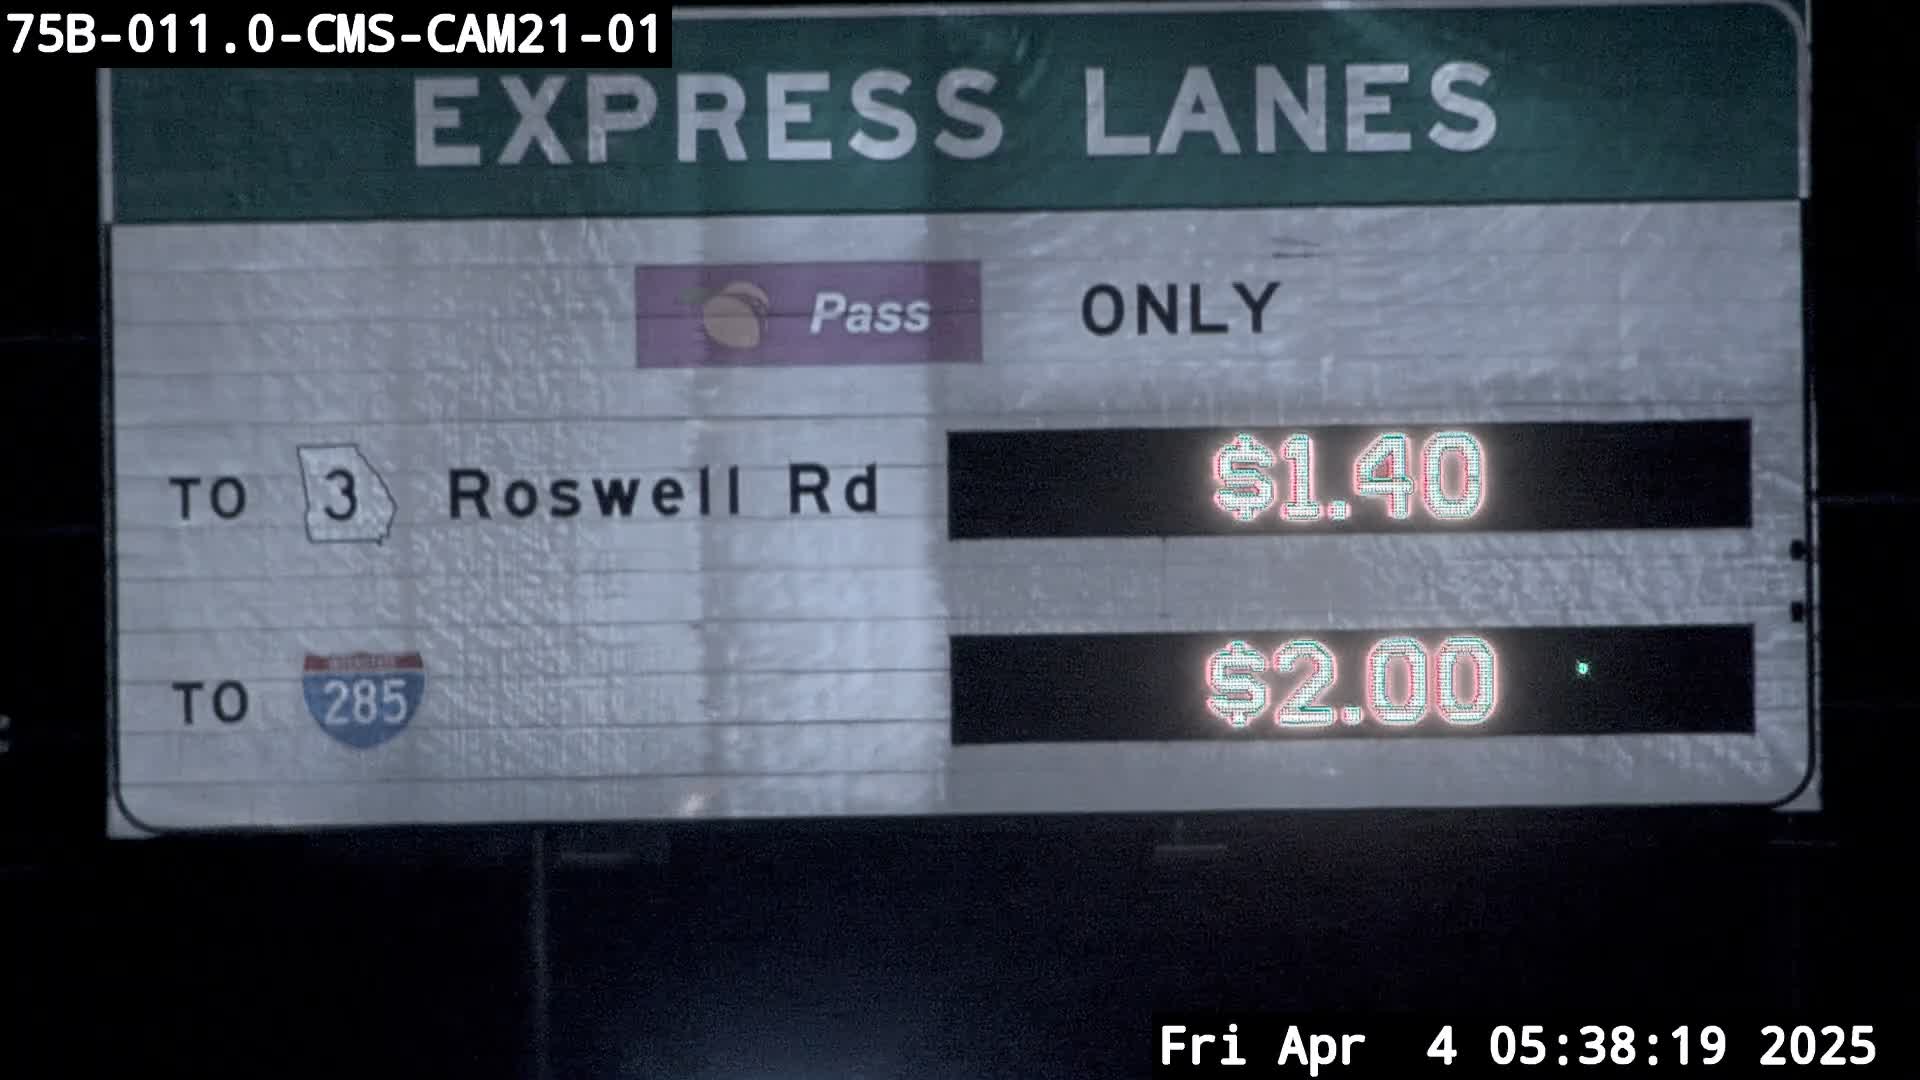 75B-011.0-CMS-CAM21-01
EXPRESS LANES
Pass ONLY
TO 3 Roswell Rd $1.40
INTERSTATE
TO 285 $2.00
Fri Apr 4 05:38:19 2025